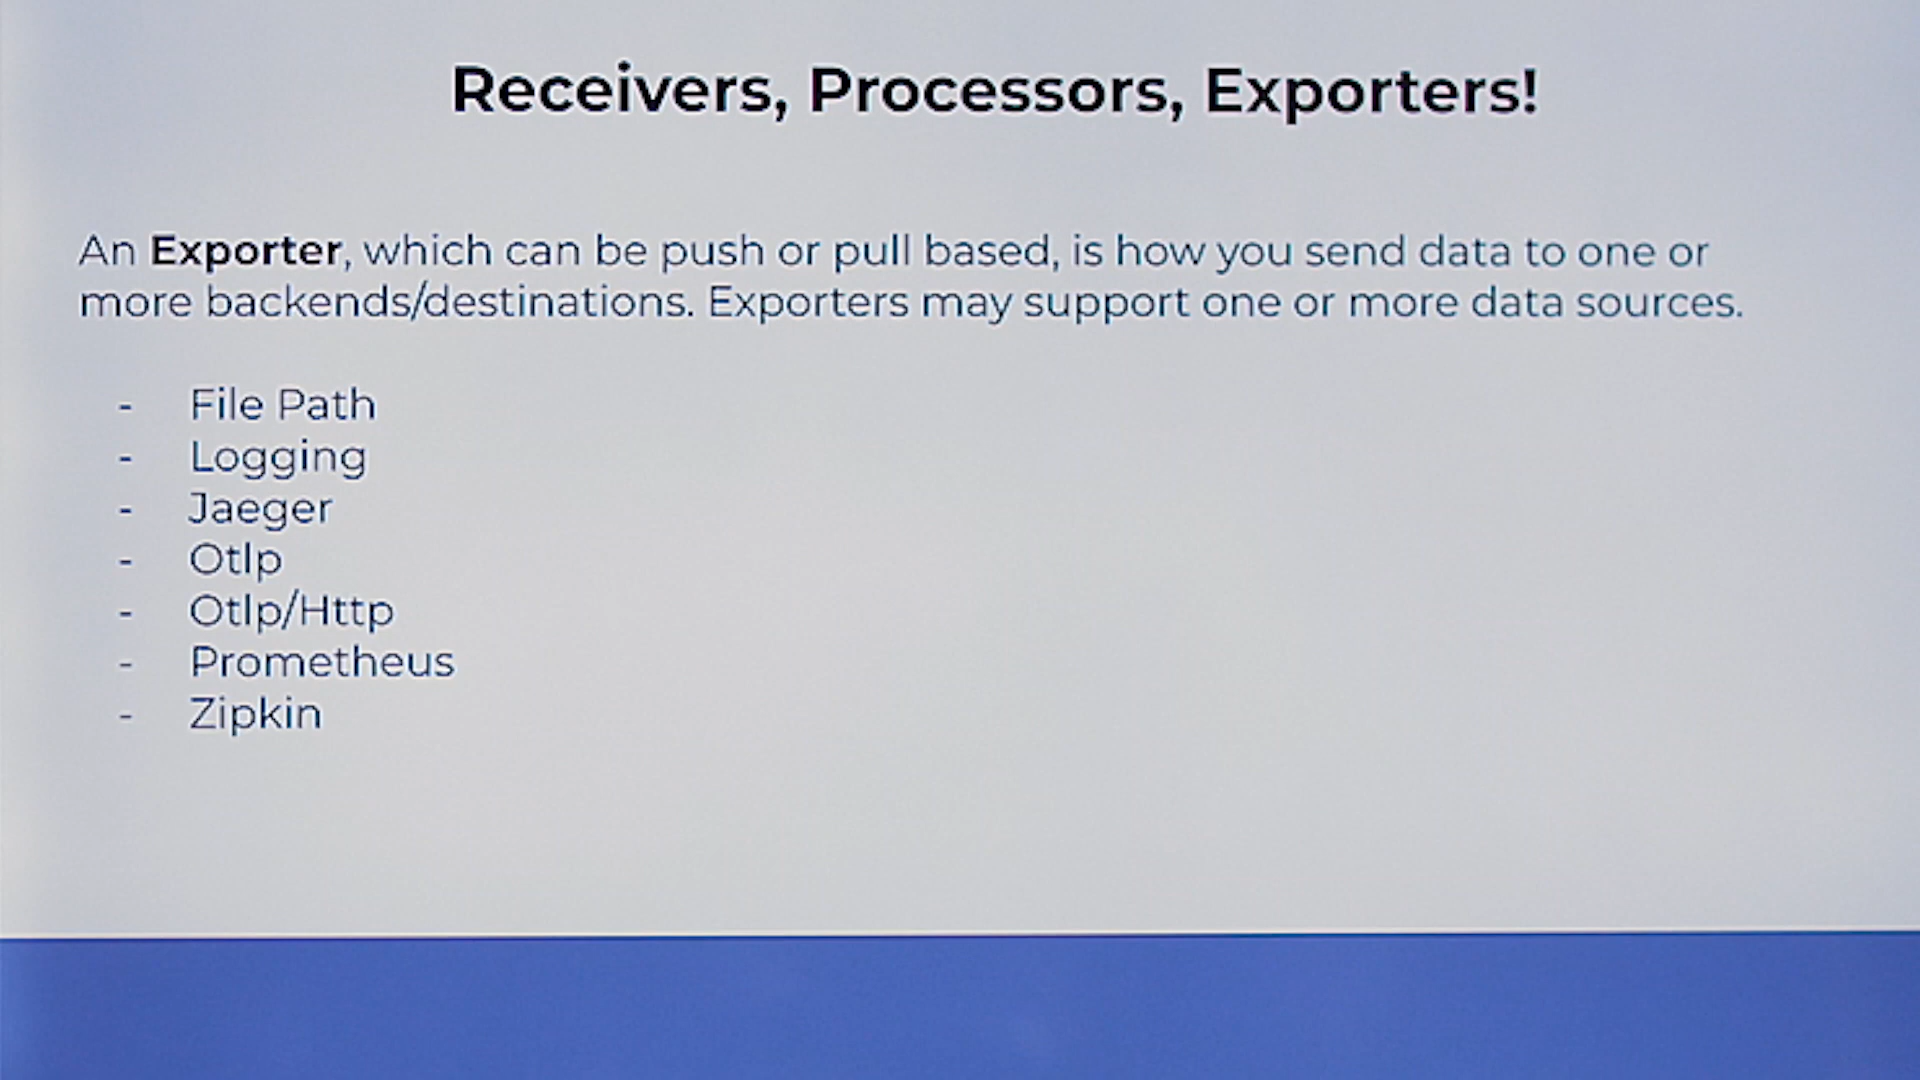 Receivers, Processors, Exporters!
An Exporter, which can be push or pull based, is how you send data to one or
more backends/destinations. Exporters may support one or more data sources.
- File Path
- Logging
- Jaeger
- Otlp
- Otlp/Http
- Prometheus
- Zipkin